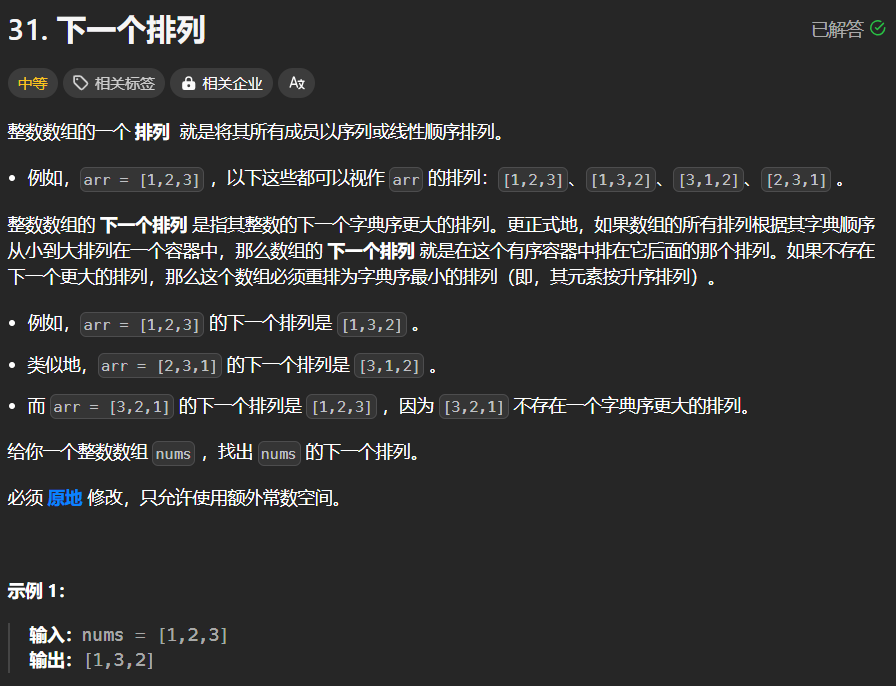 31. 下一个排列
已解答
中等 相关标签 相关企业 Az
整数数组的一个 排列 就是将其所有成员以序列或线性顺序排列。
• 例如，arr = [1,2,3] ，以下这些都可以视作 arr 的排列：[1,2,3]、[1,3,2]、[3,1,2]、[2,3,1] 。
整数数组的 下一个排列 是指其整数的下一个字典序更大的排列。更正式地，如果数组的所有排列根据其字典顺序
从小到大排列在一个容器中，那么数组的 下一个排列 就是在这个有序容器中排在它后面的那个排列。如果不存在
下一个更大的排列，那么这个数组必须重排为字典序最小的排列（即，其元素按升序排列）。
• 例如，arr = [1,2,3] 的下一个排列是 [1,3,2] 。
• 类似地，arr = [2,3,1] 的下一个排列是 [3,1,2] 。
• 而 arr = [3,2,1] 的下一个排列是 [1,2,3] ，因为 [3,2,1] 不存在一个字典序更大的排列。
给你一个整数数组 nums ，找出 nums 的下一个排列。
必须 原地 修改，只允许使用额外常数空间。
示例 1：
输入：nums = [1,2,3]
输出：[1,3,2]